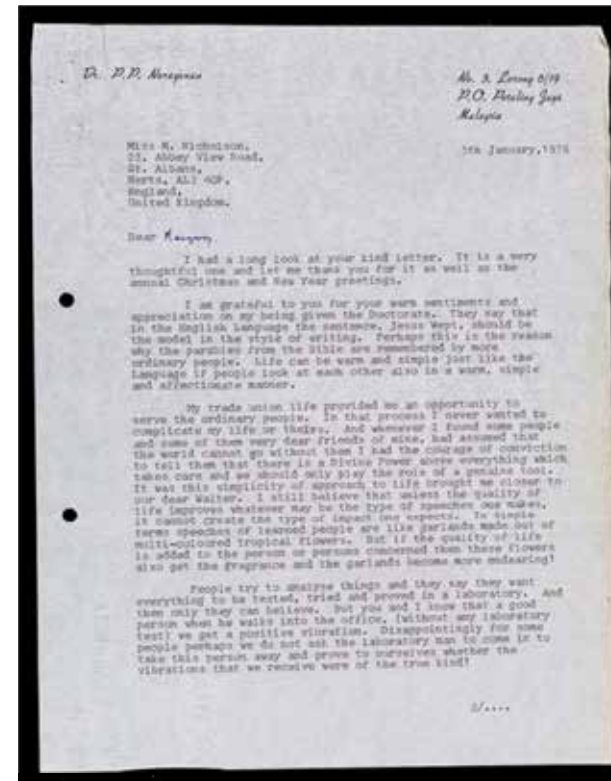 Dr. P.P. Narayanan
No. 3, Lorong 5/19
P.O. Petaling Jaya
Malaysia
Miss M. Nicholson,
Abbey View Road,
St. Albans,
Herts,
England,
United Kingdom.
January, 1976
Dear
I had a long look at your kind letter. It is a very
thoughtful one and let me thank you for it as well as the
annual Christmas and New Year greetings.
I am grateful to you for your warm sentiments and
appreciation on my being given the Doctorate. They say that
in the English Language the sentence, Jesus Wept, should be
the model in the style of writing. Perhaps this is the reason
why the parables from the Bible are remembered by more
ordinary people. Life can be warm and simple just like the
language if people look at each other also in a warm, simple
and affectionate manner.
My trade union life provided me an opportunity to
serve the ordinary people. In that process I never wanted to
complicate my life or theirs. And whenever I found some people
and some of them very dear friends of mine, had assumed that
the world cannot go without them I had the courage of conviction
to tell them that there is a Divine Power above everything which
takes care and we should only play the role of a genuine tool.
It was this simplicity of approach to life brought me closer to
our dear Walter. I still believe that unless the quality of
life improves whatever may be the type of speeches one makes,
it cannot create the type of impact one expects. In simple
terms speeches of learned people are like garlands made out of
multi-coloured tropical flowers. But if the quality of life
is added to the person or persons concerned then these flowers
also get the fragrance and the garlands become more endearing!
People try to analyse things and they say they want
everything to be tested, tried and proved in a laboratory. And
then only they can believe. But you and I know that a good
person when he walks into the office, (without any laboratory
test) we get a positive vibration. Disappointingly for some
people perhaps we do not ask the laboratory man to come in to
take this person away and prove to ourselves whether the
vibrations that we receive were of the true kind!
2/....